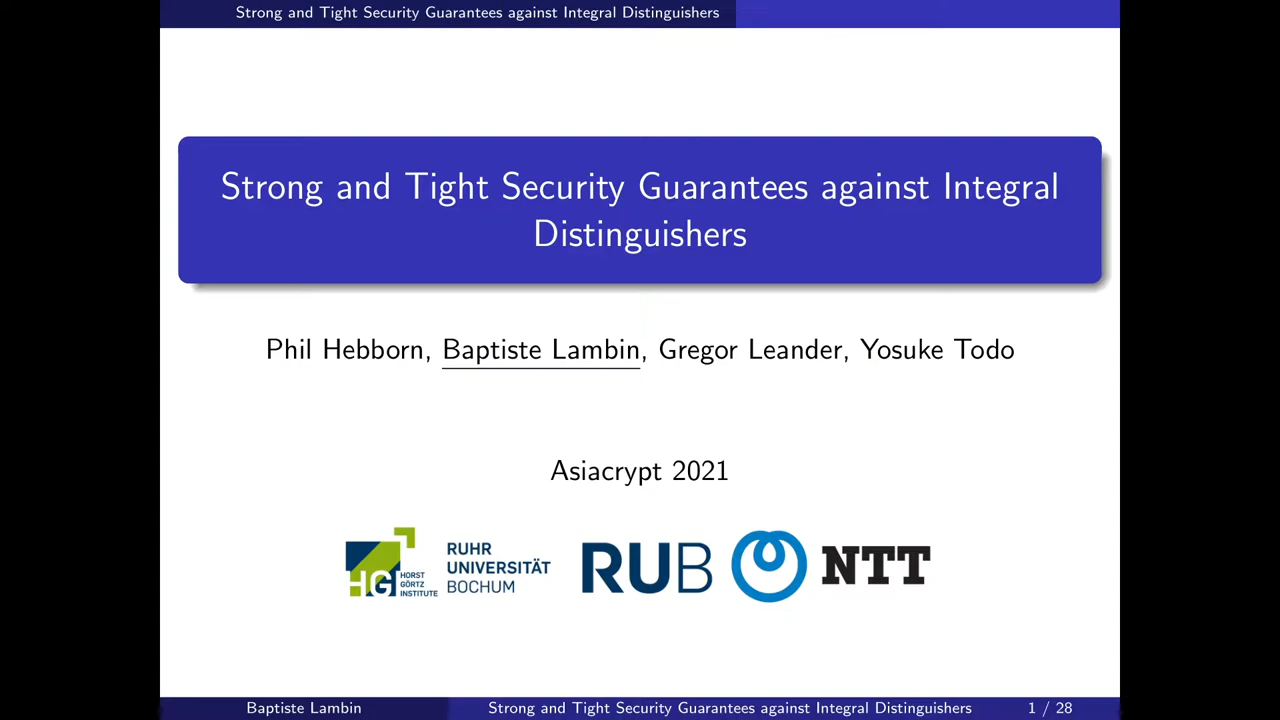 Strong and Tight Security Guarantees against Integral Distinguishers
Strong and Tight Security Guarantees against Integral
Distinguishers
Phil Hebborn, Baptiste Lambin, Gregor Leander, Yosuke Todo
Asiacrypt 2021
HGI HORST
GÖRTZ
INSTITUTE
RUHR
UNIVERSITÄT
BOCHUM
RUB
NTT
Baptiste Lambin
Strong and Tight Security Guarantees against Integral Distinguishers
1 / 28